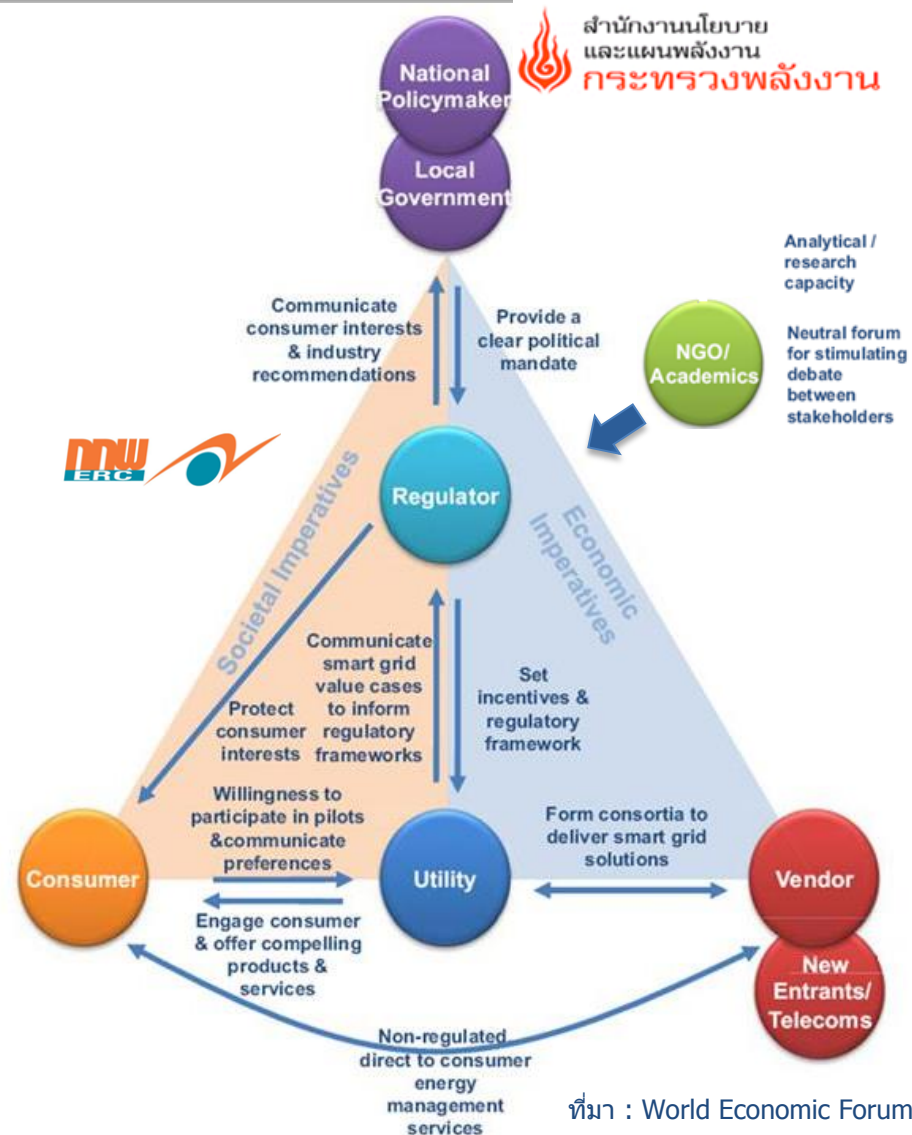 สำนักงานนโยบาย
และแผนพลังงาน
กระทรวงพลังงาน
National
Policymaker
Local
Government
Analytical /
research
capacity
Neutral forum
for stimulating
debate
between
stakeholders
NGO/
Academics
Communicate
consumer interests
& industry
recommendations
Provide a
clear political
mandate
กกพ
ERC
Regulator
Societal Imperatives
Economic
Imperatives
Communicate
smart grid
value cases
to inform
regulatory
frameworks
Protect
consumer
interests
Set
incentives &
regulatory
framework
Willingness to
participate in pilots
&communicate
preferences
Form consortia to
deliver smart grid
solutions
Consumer
Utility
Vendor
Engage consumer
& offer compelling
products &
services
New
Entrants/
Telecoms
Non-regulated
direct to consumer
energy
management
services
ที่มา : World Economic Forum